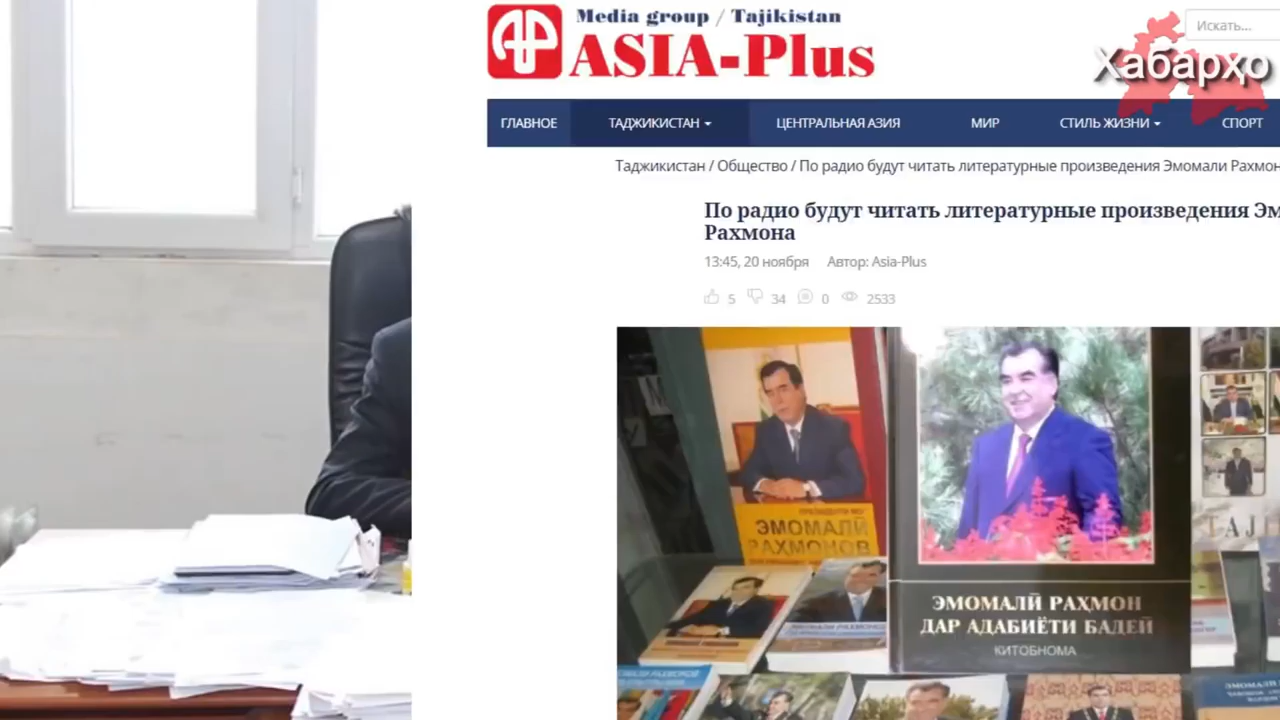 Media group / Tajikistan
ASIA-Plus
Искать...
Хабарҳо
ГЛАВНОЕ ТАДЖИКИСТАН ЦЕНТРАЛЬНАЯ АЗИЯ МИР СТИЛЬ ЖИЗНИ СПОРТ
Таджикистан / Общество / По радио будут читать литературные произведения Эмомали Рахмон
По радио будут читать литературные произведения Эм
Рахмона
13:45, 20 ноября Автор: Asia-Plus
5 34 0 2533
ЭМОМАЛӢ
РАҲМОНОВ
ЭМОМАЛӢ РАҲМОН
ДАР АДАБИЁТИ БАДЕӢ
КИТОБНОМА